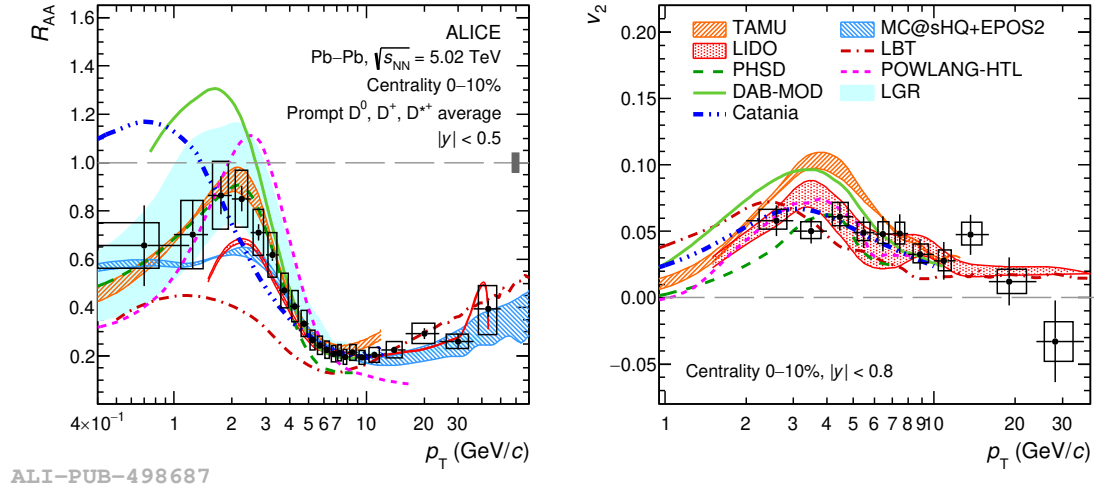 R_AA
ALICE
Pb−Pb, √s_NN = 5.02 TeV
Centrality 0−10%
Prompt D⁰, D⁺, D*⁺ average
|y| < 0.5
1.6
1.4
1.2
1.0
0.8
0.6
0.4
0.2
4×10⁻¹ 1 2 3 4 5 6 7 10 20 30
p_T (GeV/c)
v₂
TAMU
LIDO
PHSD
DAB-MOD
Catania
MC@sHQ+EPOS2
LBT
POWLANG-HTL
LGR
0.20
0.15
0.10
0.05
0.00
−0.05
Centrality 0−10%, |y| < 0.8
1 2 3 4 5 6 7 8 9 10 20 30
p_T (GeV/c)
ALI−PUB−498687